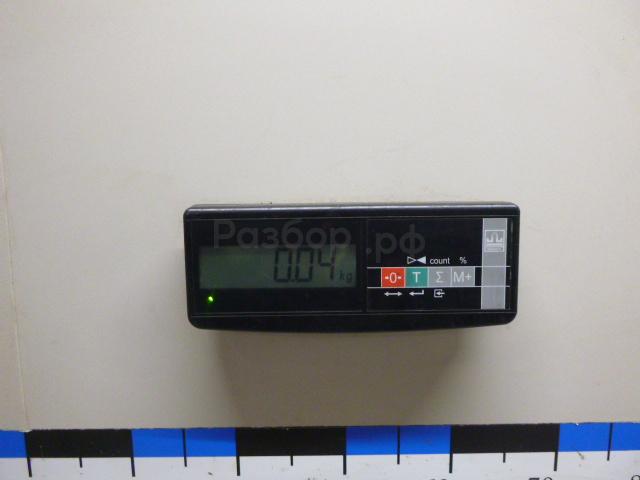 Разбор.рф
0.04 kg
count %
-0- T Σ M+